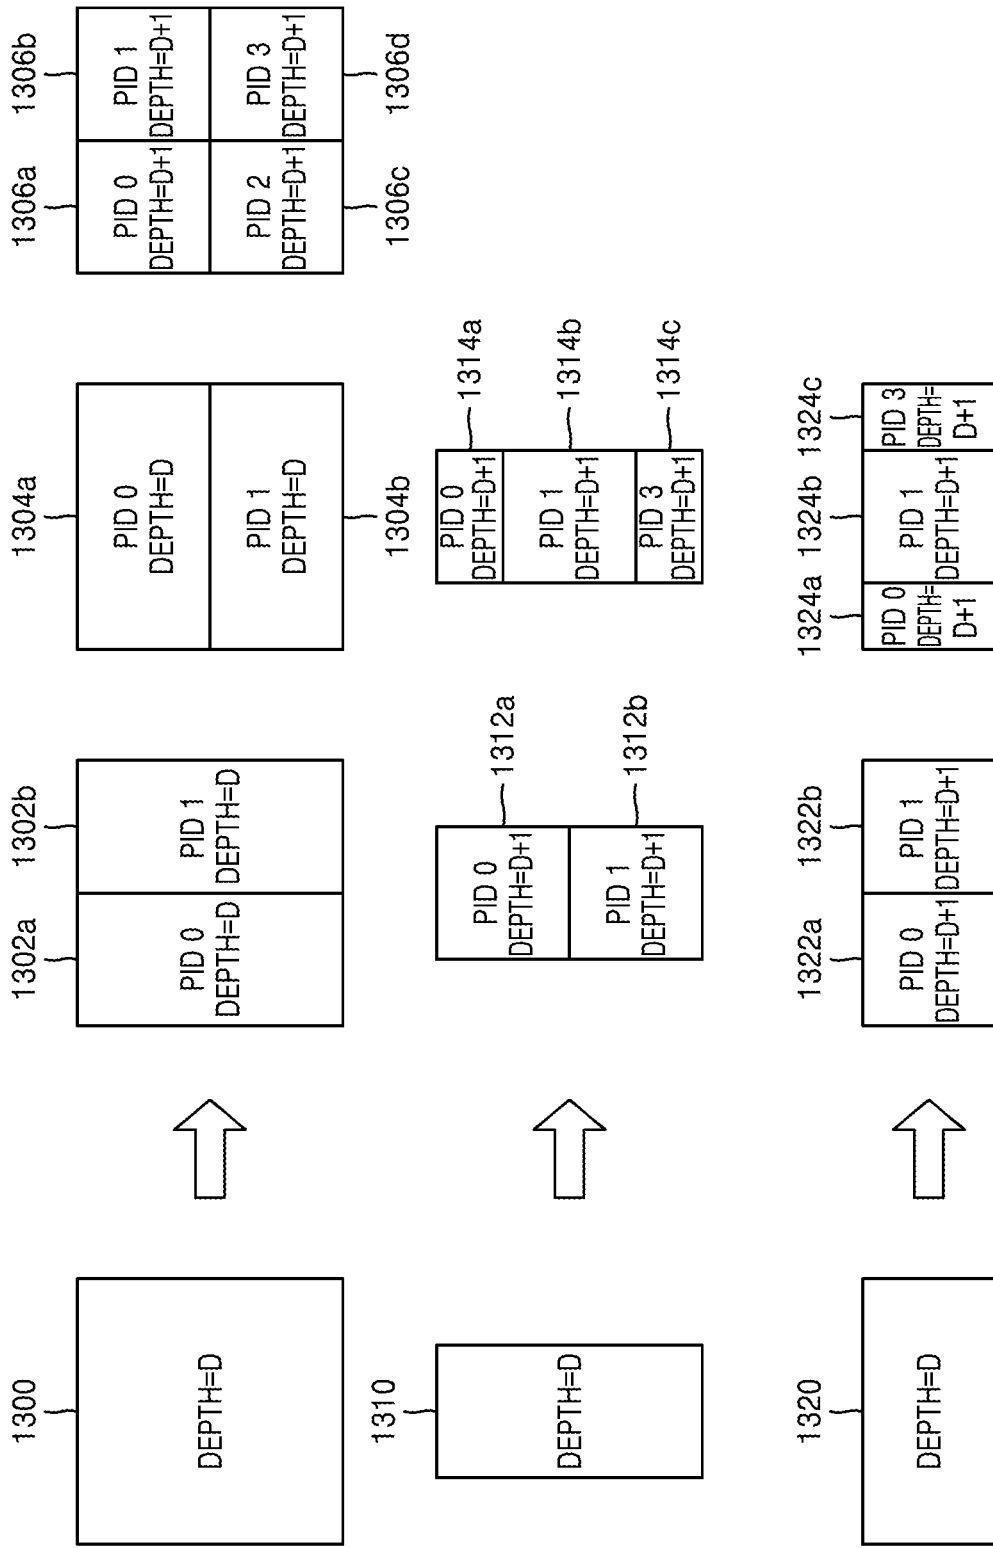 1300
DEPTH=D
1302a
1302b
PID 0
DEPTH=D
PID 1
DEPTH=D
1304a
PID 0
DEPTH=D
PID 1
DEPTH=D
1304b
1306a
1306b
PID 0
DEPTH=D+1
PID 1
DEPTH=D+1
PID 2
DEPTH=D+1
PID 3
DEPTH=D+1
1306c
1306d
1310
DEPTH=D
1312a
PID 0
DEPTH=D+1
1312b
PID 1
DEPTH=D+1
1314a
PID 0
DEPTH=D+1
1314b
PID 1
DEPTH=D+1
1314c
PID 3
DEPTH=D+1
1320
DEPTH=D
1322a
1322b
PID 0
DEPTH=D+1
PID 1
DEPTH=D+1
1324a
1324b
1324c
PID 0
DEPTH=
D+1
PID 1
DEPTH=D+1
PID 3
DEPTH=
D+1